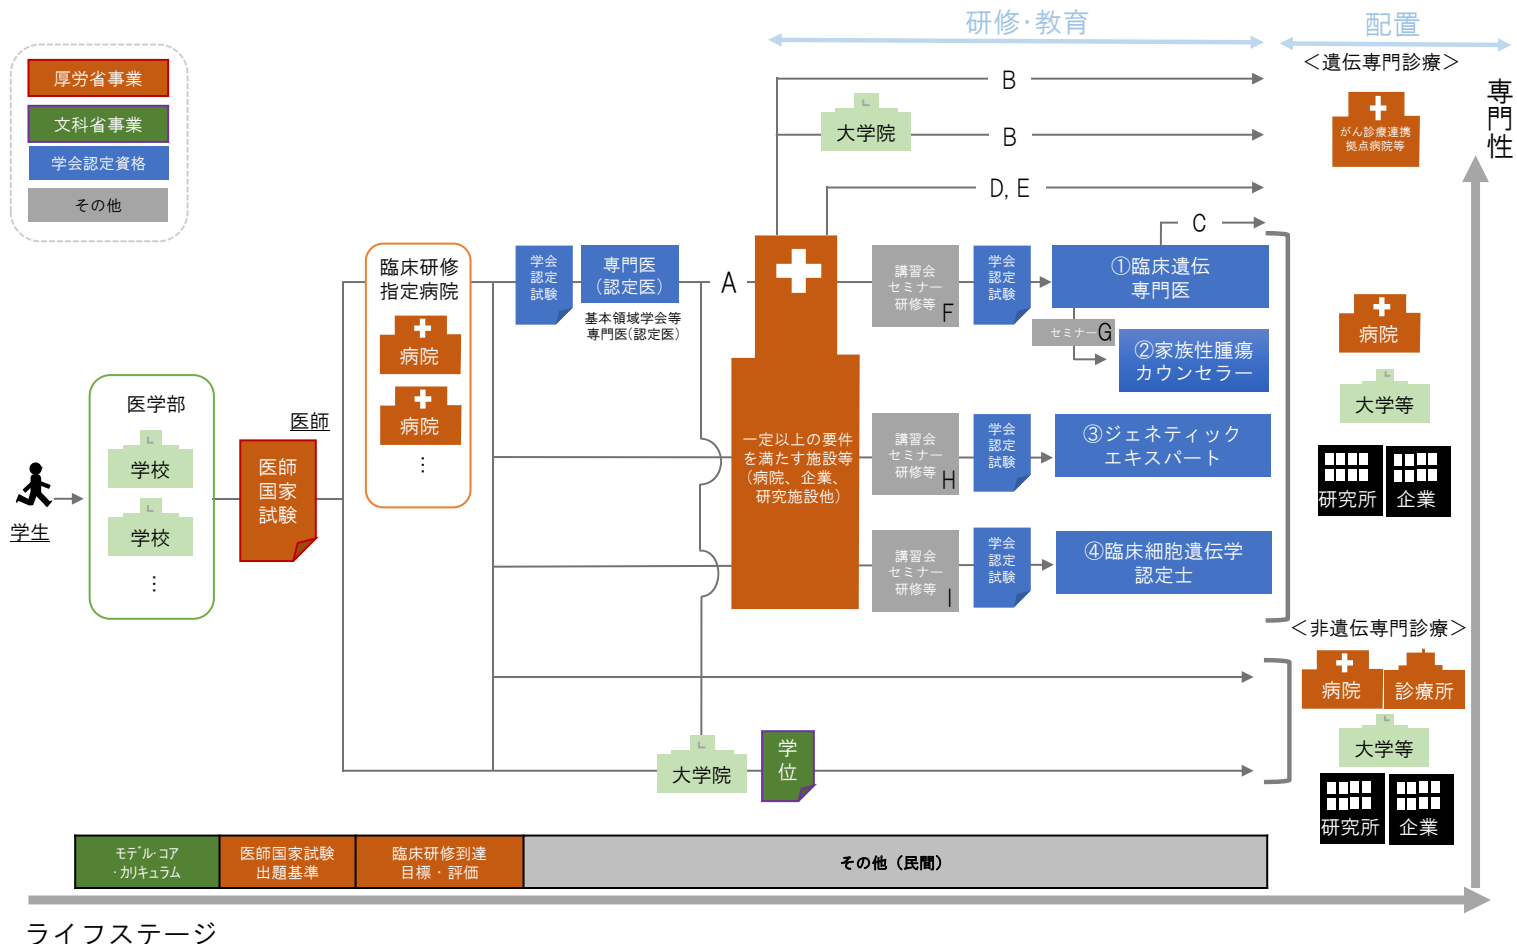 研修・教育
配置
厚労省事業
文科省事業
学会認定資格
その他
＜遺伝専門診療＞
専門性
B
大学院
B
がん診療連携
拠点病院等
D, E
C
臨床研修
指定病院
病院
病院
⋮
学会
認定
試験
専門医
（認定医）
基本領域学会等
専門医(認定医)
A
講習会
セミナー
研修等
F
学会
認定
試験
①臨床遺伝
専門医
セミナー
G
②家族性腫瘍
カウンセラー
病院
大学等
研究所
企業
医学部
学校
学校
⋮
医師
医師
国家
試験
学生
一定以上の要件
を満たす施設等
（病院、企業、
研究施設他）
講習会
セミナー
研修等
H
学会
認定
試験
③ジェネティック
エキスパート
講習会
セミナー
研修等
I
学会
認定
試験
④臨床細胞遺伝学
認定士
＜非遺伝専門診療＞
病院
診療所
大学等
研究所
企業
大学院
学
位
モデル・コア
・カリキュラム
医師国家試験
出題基準
臨床研修到達
目標・評価
その他（民間）
ライフステージ